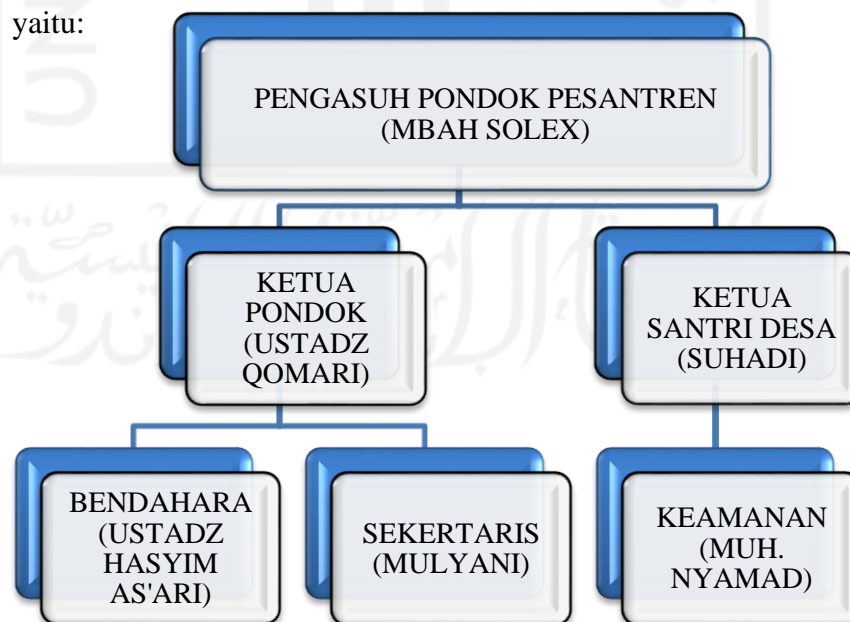 yaitu:
PENGASUH PONDOK PESANTREN
(MBAH SOLEX)
KETUA
PONDOK
(USTADZ
QOMARI)
KETUA
SANTRI DESA
(SUHADI)
BENDAHARA
(USTADZ
HASYIM
AS'ARI)
SEKERTARIS
(MULYANI)
KEAMANAN
(MUH.
NYAMAD)